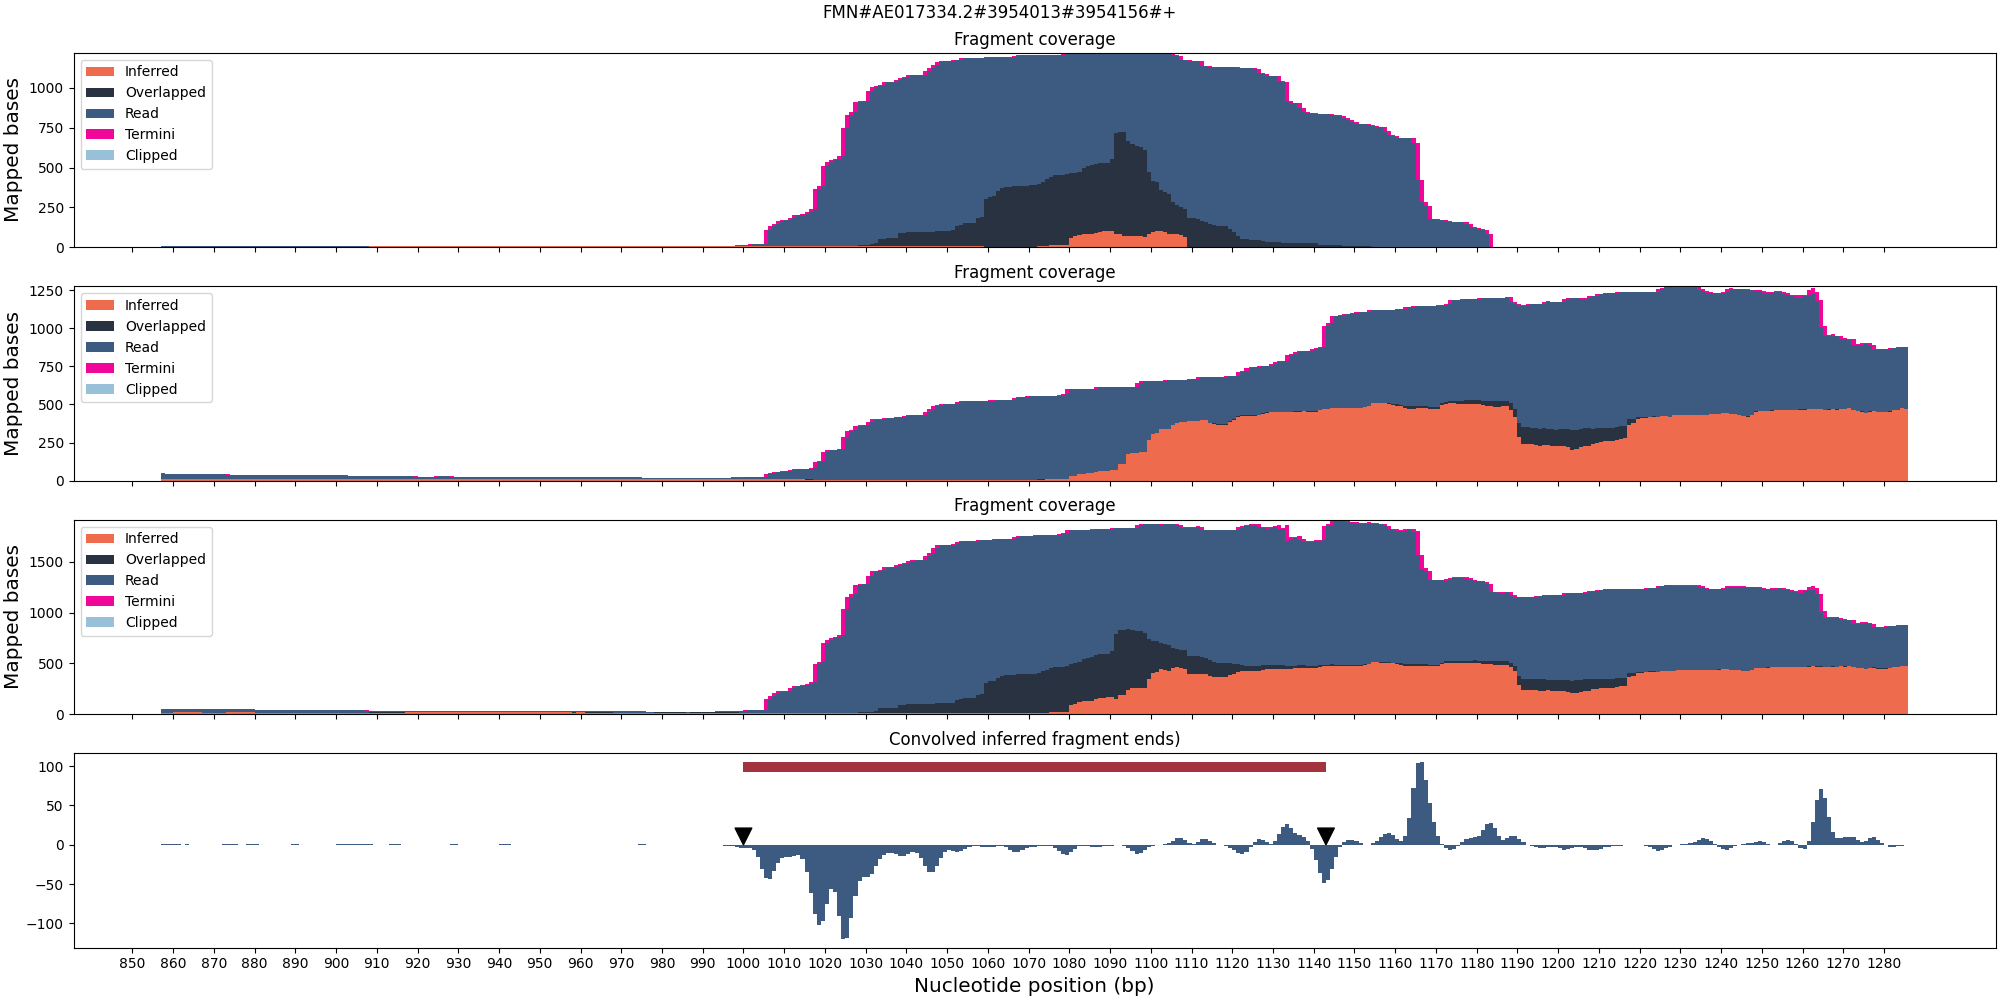 FMN#AE017334.2#3954013#3954156#+
Fragment coverage
Mapped bases
1000
750
500
250
0
Inferred
Overlapped
Read
Termini
Clipped
Fragment coverage
Mapped bases
1250
1000
750
500
250
0
Inferred
Overlapped
Read
Termini
Clipped
Fragment coverage
Mapped bases
1500
1000
500
0
Inferred
Overlapped
Read
Termini
Clipped
Convolved inferred fragment ends)
100
50
0
−50
−100
850 860 870 880 890 900 910 920 930 940 950 960 970 980 990 1000 1010 1020 1030 1040 1050 1060 1070 1080 1090 1100 1110 1120 1130 1140 1150 1160 1170 1180 1190 1200 1210 1220 1230 1240 1250 1260 1270 1280
Nucleotide position (bp)